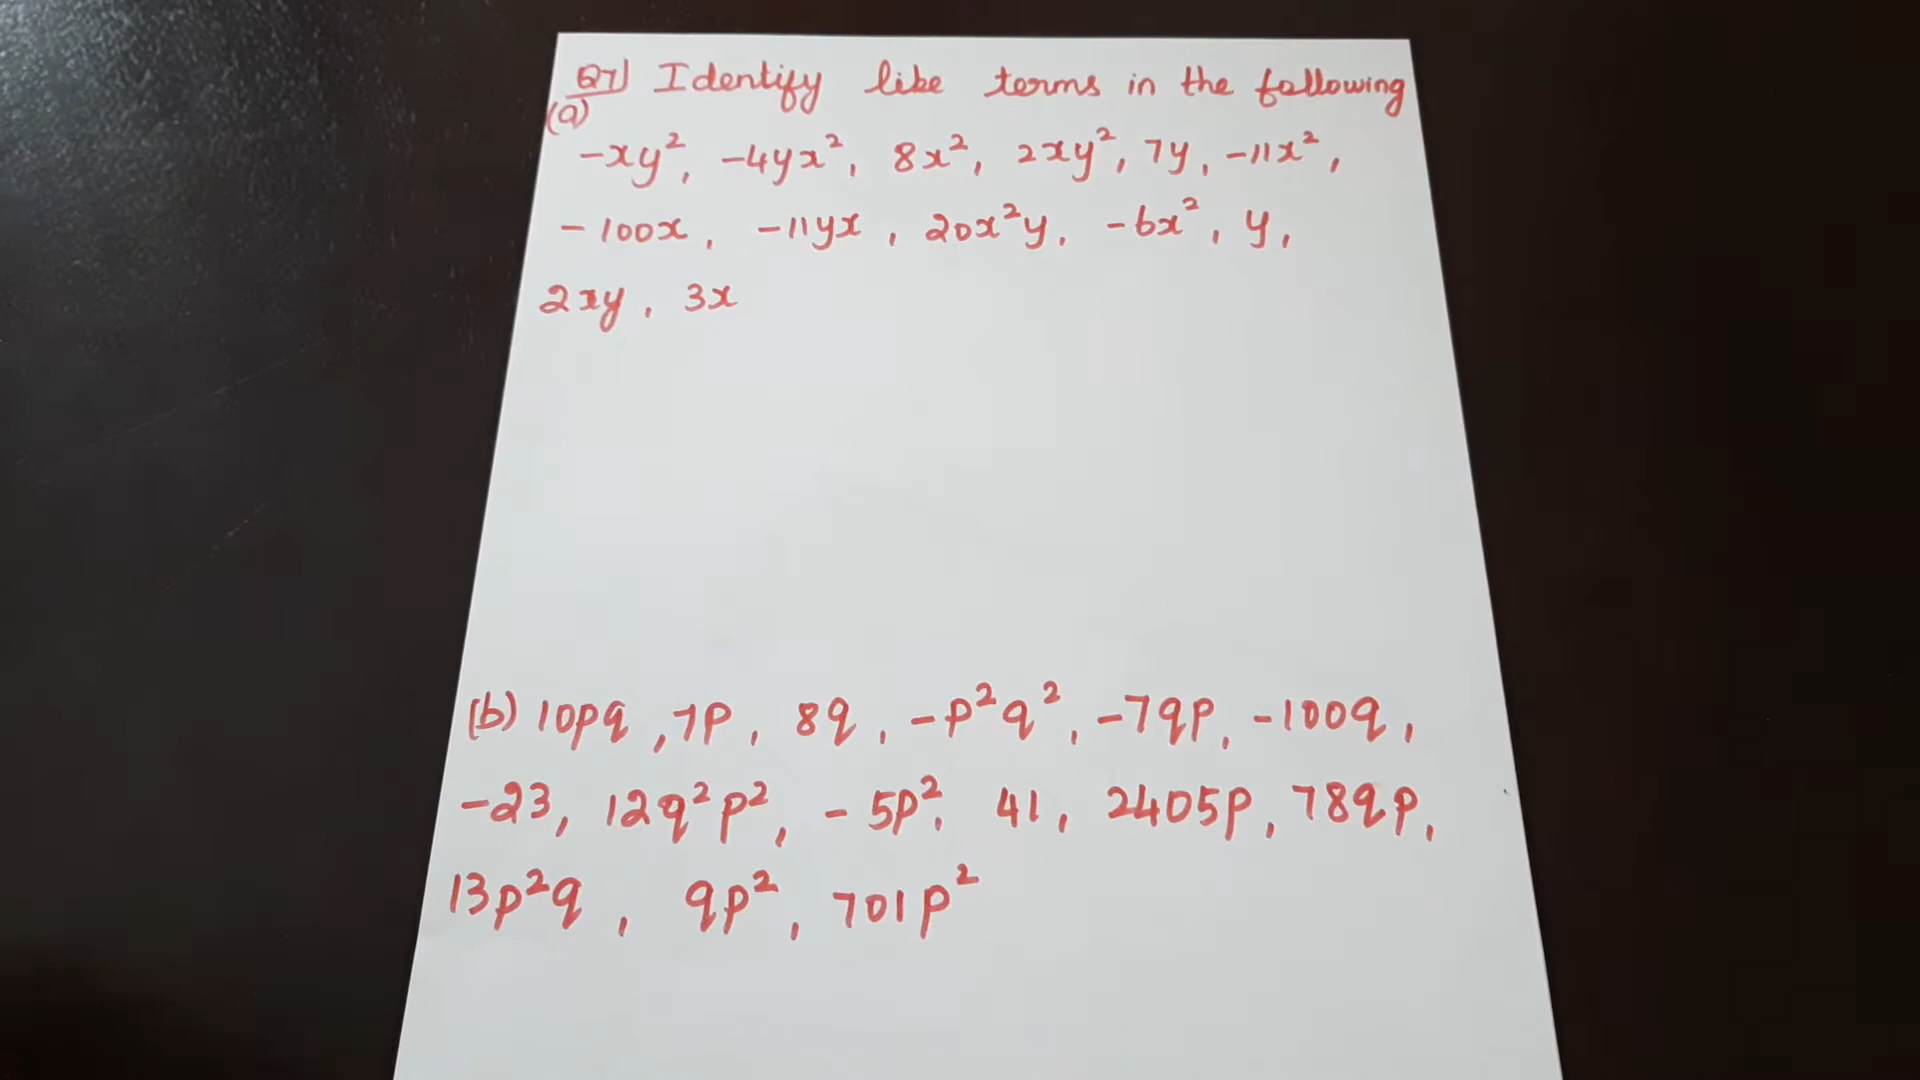 Q7) Identify like terms in the following
(a)
-xy², -4yx², 8x², 2xy², 7y, -11x²,
-100x, -11yx, 20x²y, -6x², y,
2xy, 3x
(b) 10pq, 7p, 8q, -p²q², -7qp, -100q,
-23, 12q²p², -5p², 41, 2405p, 78qp,
13p²q, qp², 701p²